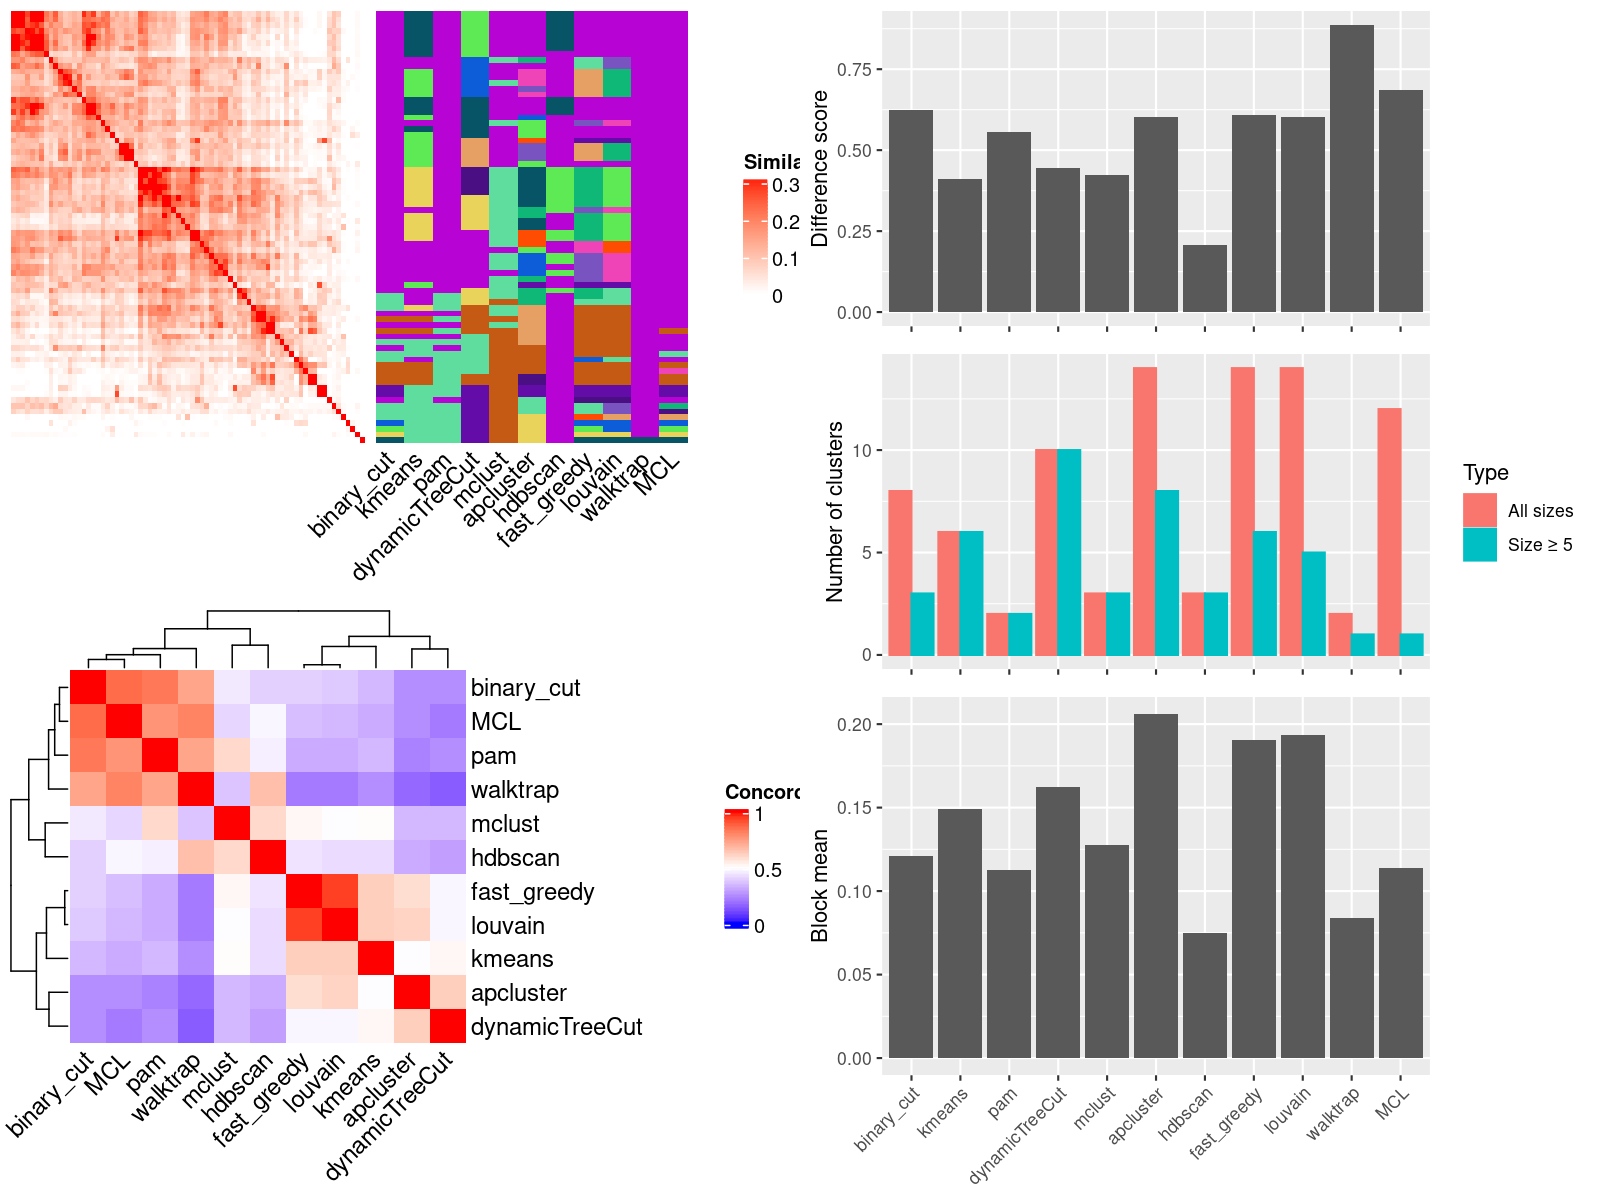 Simila
0.3
0.2
0.1
0
binary_cut
kmeans
pam
dynamicTreeCut
mclust
apcluster
hdbscan
fast_greedy
louvain
walktrap
MCL
binary_cut
MCL
pam
walktrap
mclust
hdbscan
fast_greedy
louvain
kmeans
apcluster
dynamicTreeCut
binary_cut
MCL
pam
walktrap
mclust
hdbscan
fast_greedy
louvain
kmeans
apcluster
dynamicTreeCut
Concord
1
0.5
0
Difference score
0.75
0.50
0.25
0.00
Number of clusters
10
5
0
Type
All sizes
Size ≥ 5
Block mean
0.20
0.15
0.10
0.05
0.00
binary_cut
kmeans
pam
dynamicTreeCut
mclust
apcluster
hdbscan
fast_greedy
louvain
walktrap
MCL